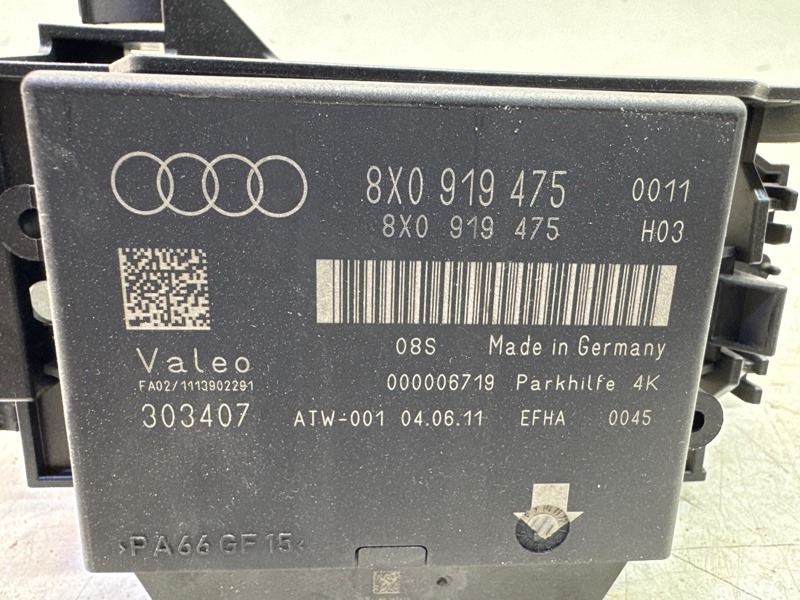 8X0 919 475 0011
8X0 919 475 H03
08S Made in Germany
Valeo
FA02/1113902291
000006719 Parkhilfe 4K
303407 ATW-001 04.06.11 EFHA 0045
>PA66 GF15<